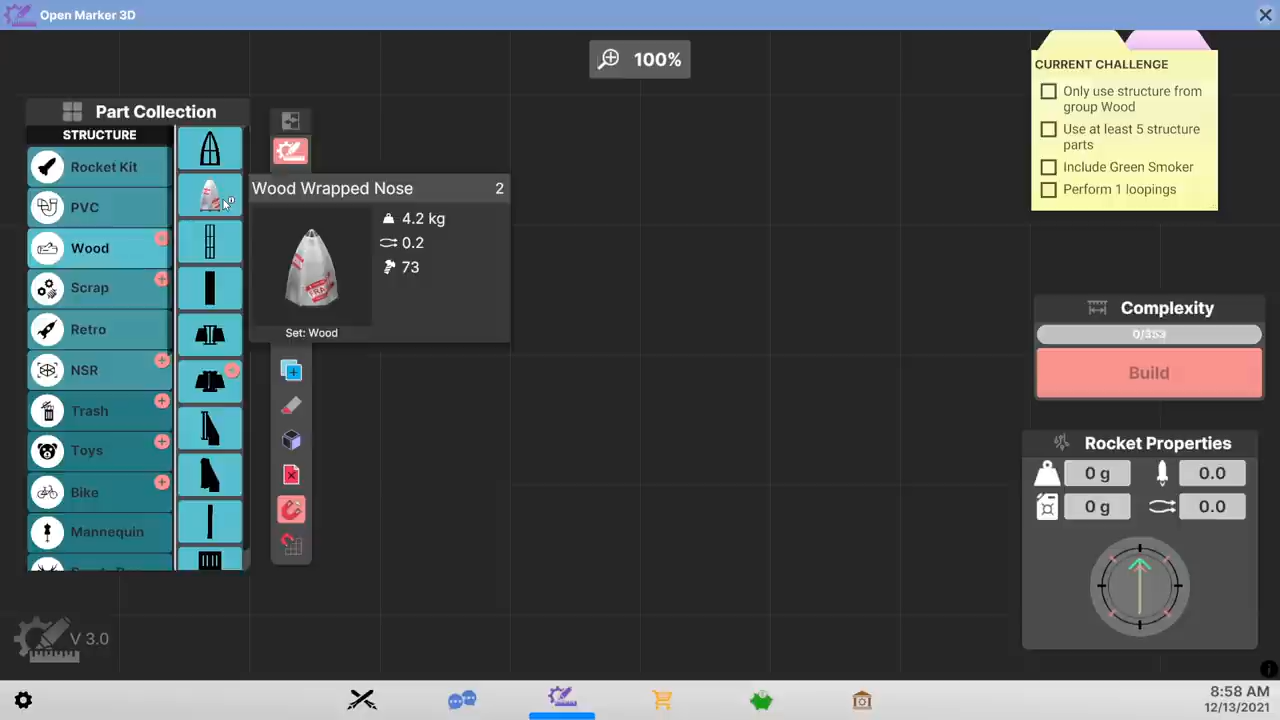 Open Marker 3D
100%
CURRENT CHALLENGE
Only use structure from
group Wood
Use at least 5 structure
parts
Include Green Smoker
Perform 1 loopings
Part Collection
STRUCTURE
Rocket Kit
PVC
Wood
Scrap
Retro
NSR
Trash
Toys
Bike
Mannequin
Wood Wrapped Nose 2
4.2 kg
0.2
73
Set: Wood
Complexity
Build
Rocket Properties
0 g 0.0
0 g 0.0
V 3.0
8:58 AM
12/13/2021